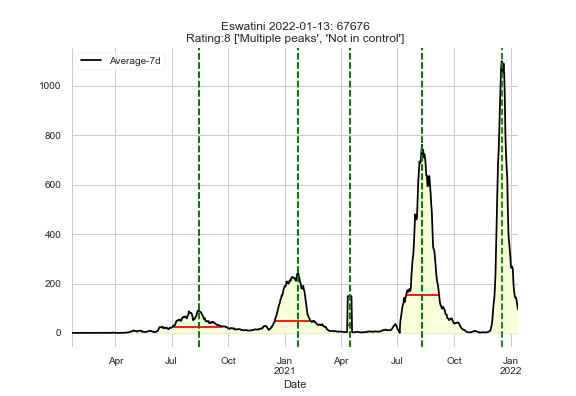 Eswatini 2022-01-13: 67676
Rating:8 ['Multiple peaks', 'Not in control']
Average-7d
1000
800
600
400
200
0
Apr Jul Oct Jan Apr Jul Oct Jan
2021 2022
Date